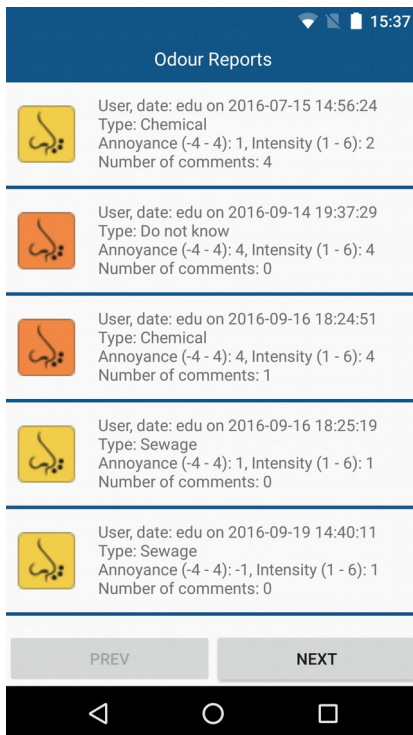 15:37
Odour Reports
User, date: edu on 2016-07-15 14:56:24
Type: Chemical
Annoyance (-4 - 4): 1, Intensity (1 - 6): 2
Number of comments: 4
User, date: edu on 2016-09-14 19:37:29
Type: Do not know
Annoyance (-4 - 4): 4, Intensity (1 - 6): 4
Number of comments: 0
User, date: edu on 2016-09-16 18:24:51
Type: Chemical
Annoyance (-4 - 4): 4, Intensity (1 - 6): 4
Number of comments: 1
User, date: edu on 2016-09-16 18:25:19
Type: Sewage
Annoyance (-4 - 4): 1, Intensity (1 - 6): 1
Number of comments: 0
User, date: edu on 2016-09-19 14:40:11
Type: Sewage
Annoyance (-4 - 4): -1, Intensity (1 - 6): 1
Number of comments: 0
PREV NEXT